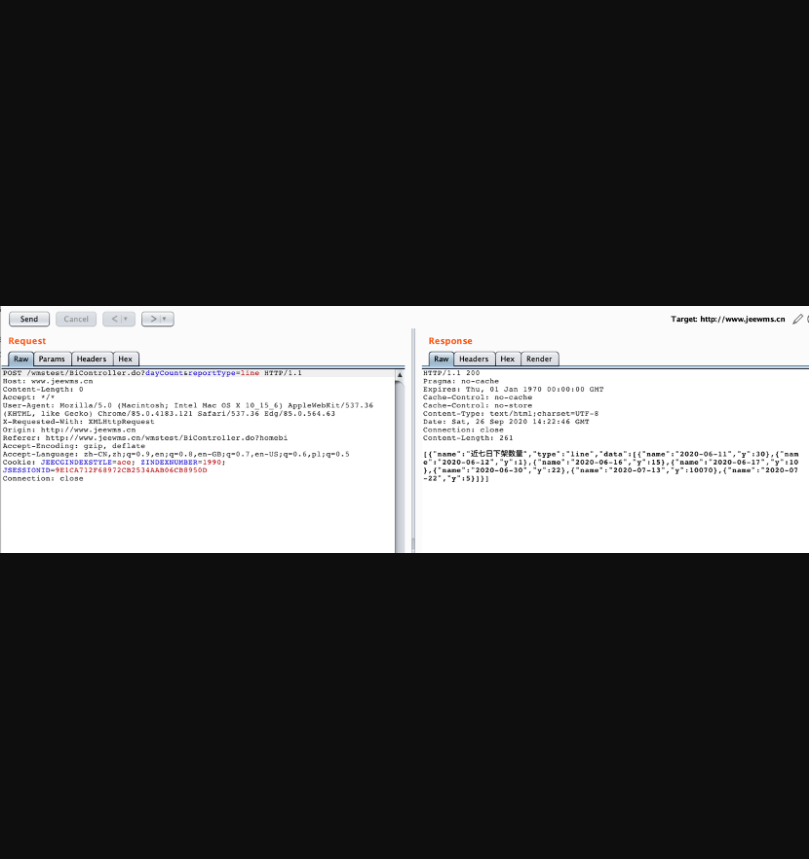 Send Cancel < >
Target: http://www.jeewms.cn
Request
Raw Params Headers Hex
POST /wmstest/BiController.do?dayCount&reportType=line HTTP/1.1
Host: www.jeewms.cn
Content-Length: 0
Accept: */*
User-Agent: Mozilla/5.0 (Macintosh; Intel Mac OS X 10_15_6) AppleWebKit/537.36
(KHTML, like Gecko) Chrome/85.0.4183.121 Safari/537.36 Edg/85.0.564.63
X-Requested-With: XMLHttpRequest
Origin: http://www.jeewms.cn
Referer: http://www.jeewms.cn/wmstest/BiController.do?homebi
Accept-Encoding: gzip, deflate
Accept-Language: zh-CN,zh;q=0.9,en;q=0.8,en-GB;q=0.7,en-US;q=0.6,pl;q=0.5
Cookie: JEECGINDEXSTYLE=ace; ZINDEXNUMBER=1990;
JSESSIONID=9E1CA712F68972CB2534AAB06CB8950D
Connection: close
Response
Raw Headers Hex Render
HTTP/1.1 200
Pragma: no-cache
Expires: Thu, 01 Jan 1970 00:00:00 GMT
Cache-Control: no-cache
Cache-Control: no-store
Content-Type: text/html;charset=UTF-8
Date: Sat, 26 Sep 2020 14:22:46 GMT
Connection: close
Content-Length: 261
[{"name":"近七日下架数量","type":"line","data":[{"name":"2020-06-11","y":30},{"nam
e":"2020-06-12","y":1},{"name":"2020-06-16","y":15},{"name":"2020-06-17","y":10
},{"name":"2020-06-30","y":22},{"name":"2020-07-13","y":10070},{"name":"2020-07
-22","y":5}]}]